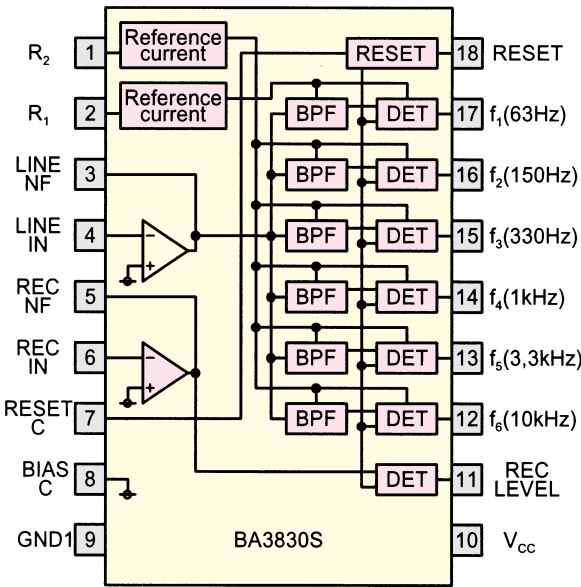 R₂ 1 Reference current RESET 18 RESET
R₁ 2 Reference current BPF DET 17 f₁(63Hz)
LINE NF 3 BPF DET 16 f₂(150Hz)
LINE IN 4 − + BPF DET 15 f₃(330Hz)
REC NF 5 BPF DET 14 f₄(1kHz)
REC IN 6 − + BPF DET 13 f₅(3,3kHz)
RESET C 7 BPF DET 12 f₆(10kHz)
BIAS C 8 DET 11 REC LEVEL
GND1 9 BA3830S 10 Vcc